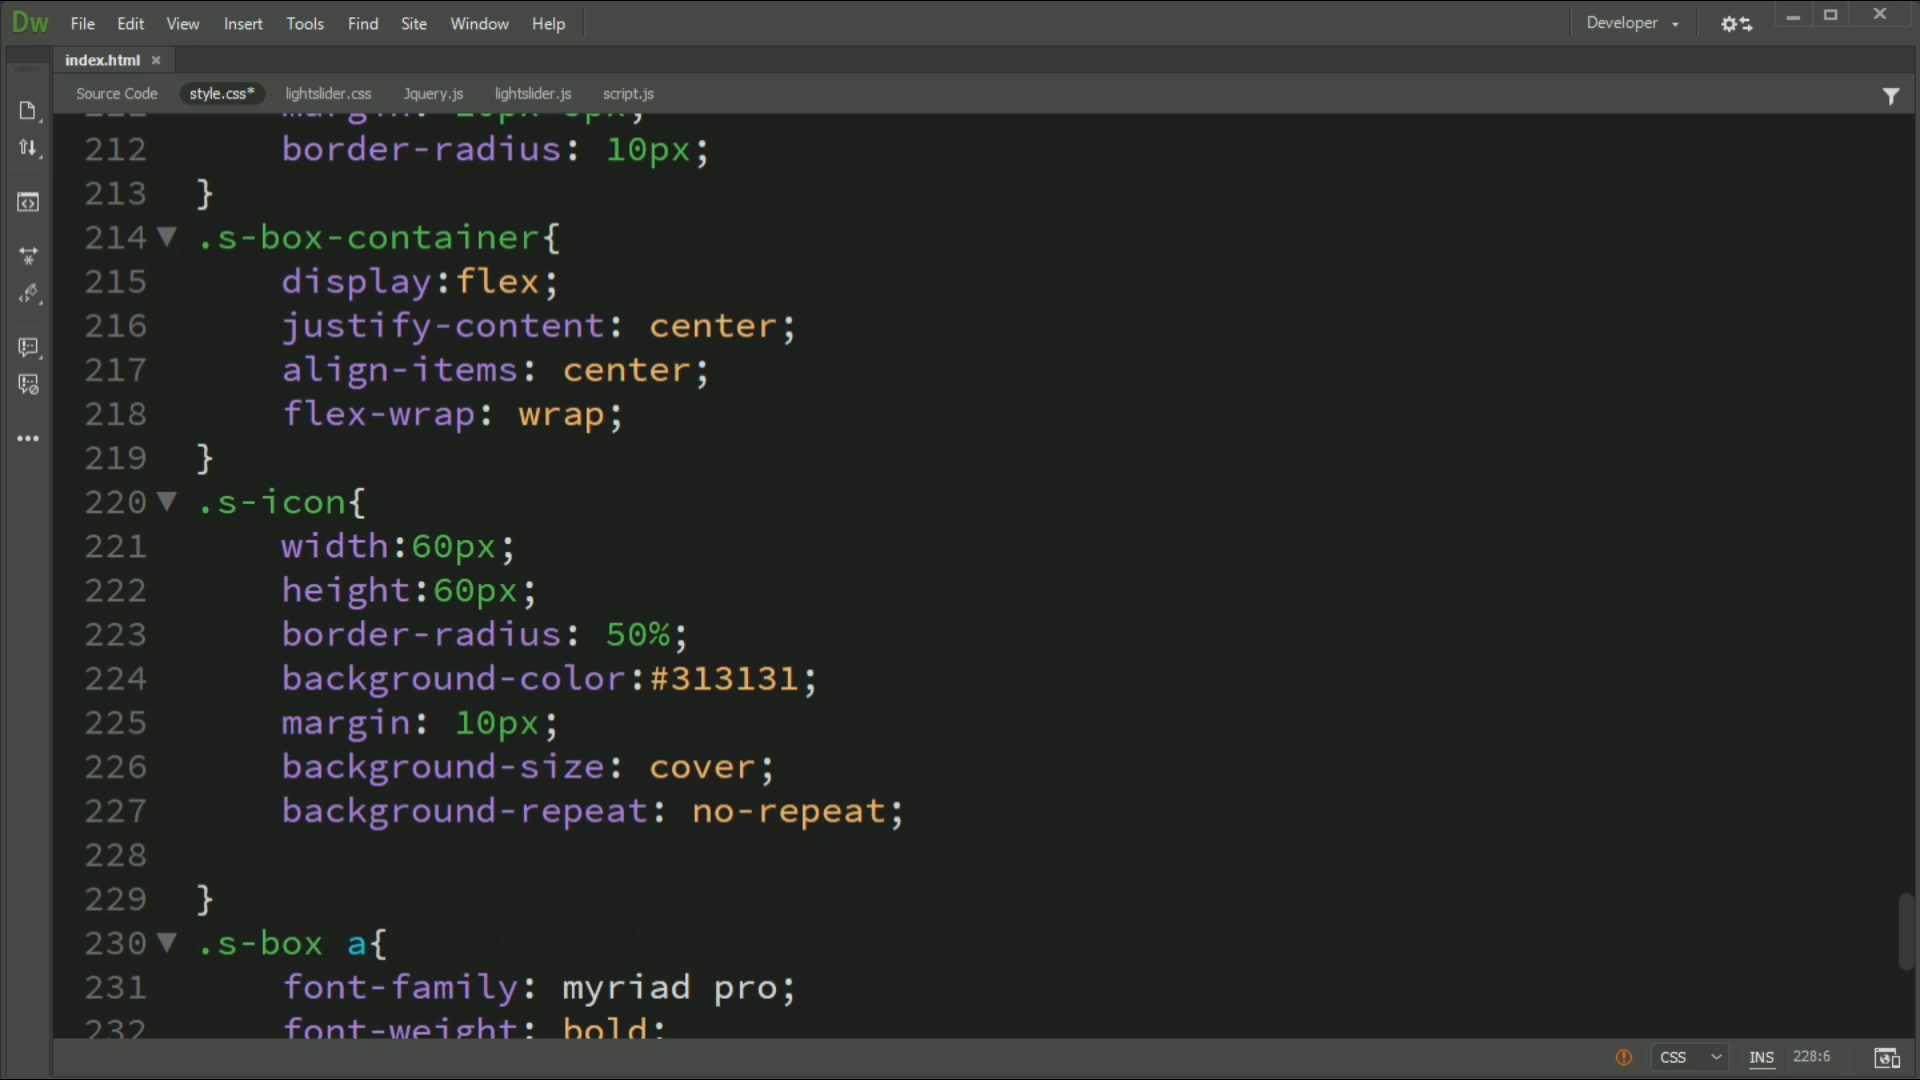 Dw File Edit View Insert Tools Find Site Window Help Developer
index.html ×
Source Code style.css* lightslider.css Jquery.js lightslider.js script.js
212 border-radius: 10px;
213 }
214 .s-box-container{
215 display:flex;
216 justify-content: center;
217 align-items: center;
218 flex-wrap: wrap;
219 }
220 .s-icon{
221 width:60px;
222 height:60px;
223 border-radius: 50%;
224 background-color:#313131;
225 margin: 10px;
226 background-size: cover;
227 background-repeat: no-repeat;
228
229 }
230 .s-box a{
231 font-family: myriad pro;
232 font-weight: bold;
CSS INS 228:6